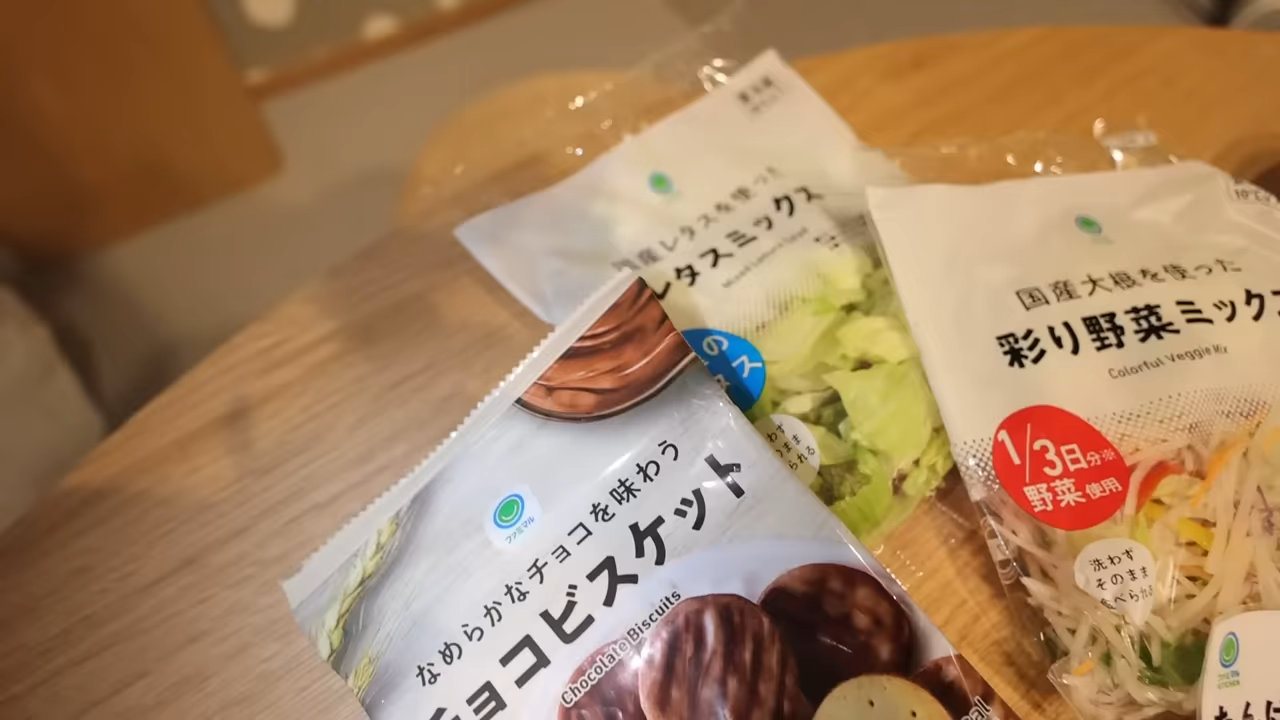 国産レタスを使った
レタスミックス
Mixed Lettuce Salad
国産大根を使った
彩り野菜ミックス
Colorful Veggie Mix
1/3日分※
野菜使用
洗わず
そのまま
食べられる
ファミマル
なめらかなチョコを味わう
チョコビスケット
Chocolate Biscuits